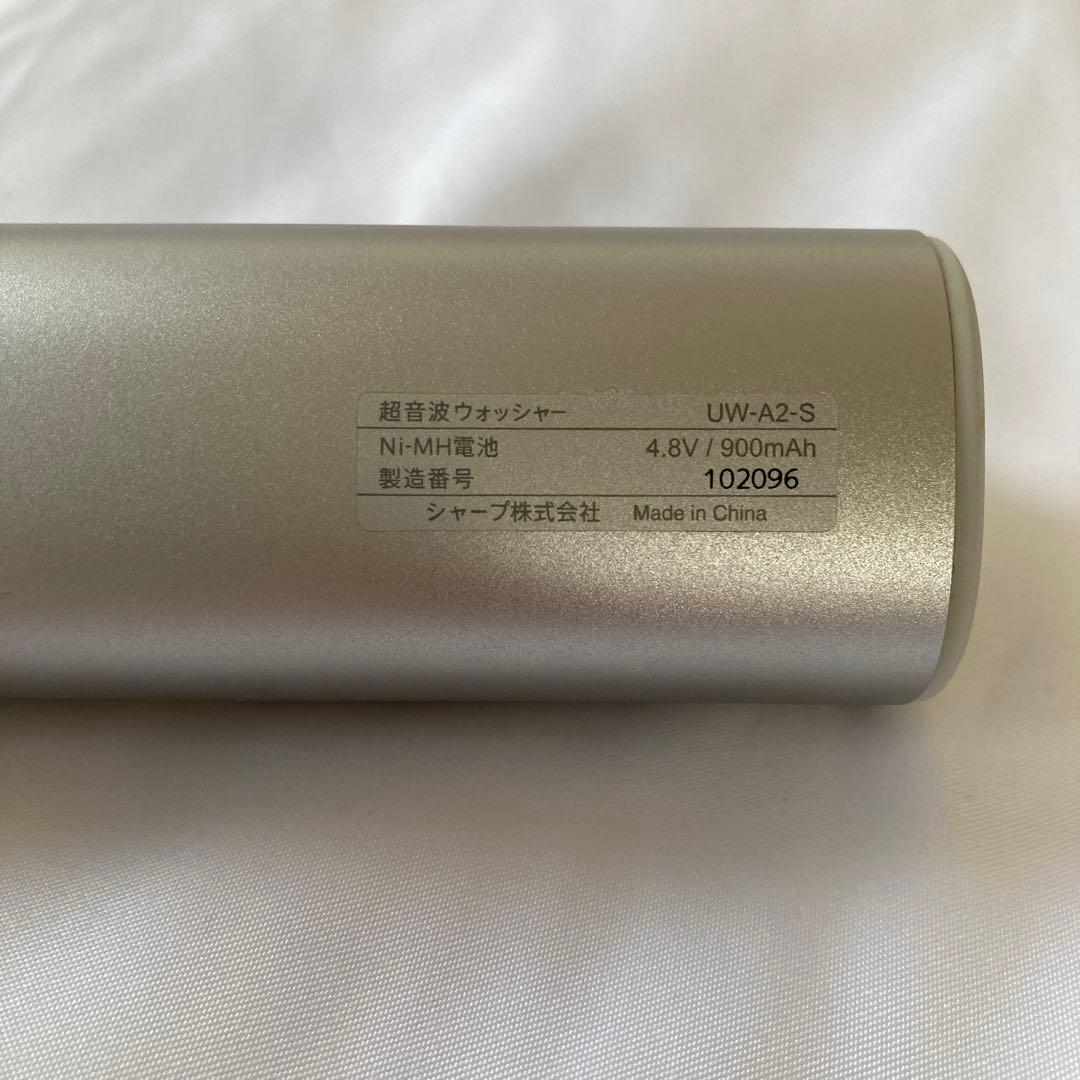 超音波ウォッシャー UW-A2-S
Ni-MH電池 4.8V / 900mAh
製造番号 102096
シャープ株式会社 Made in China